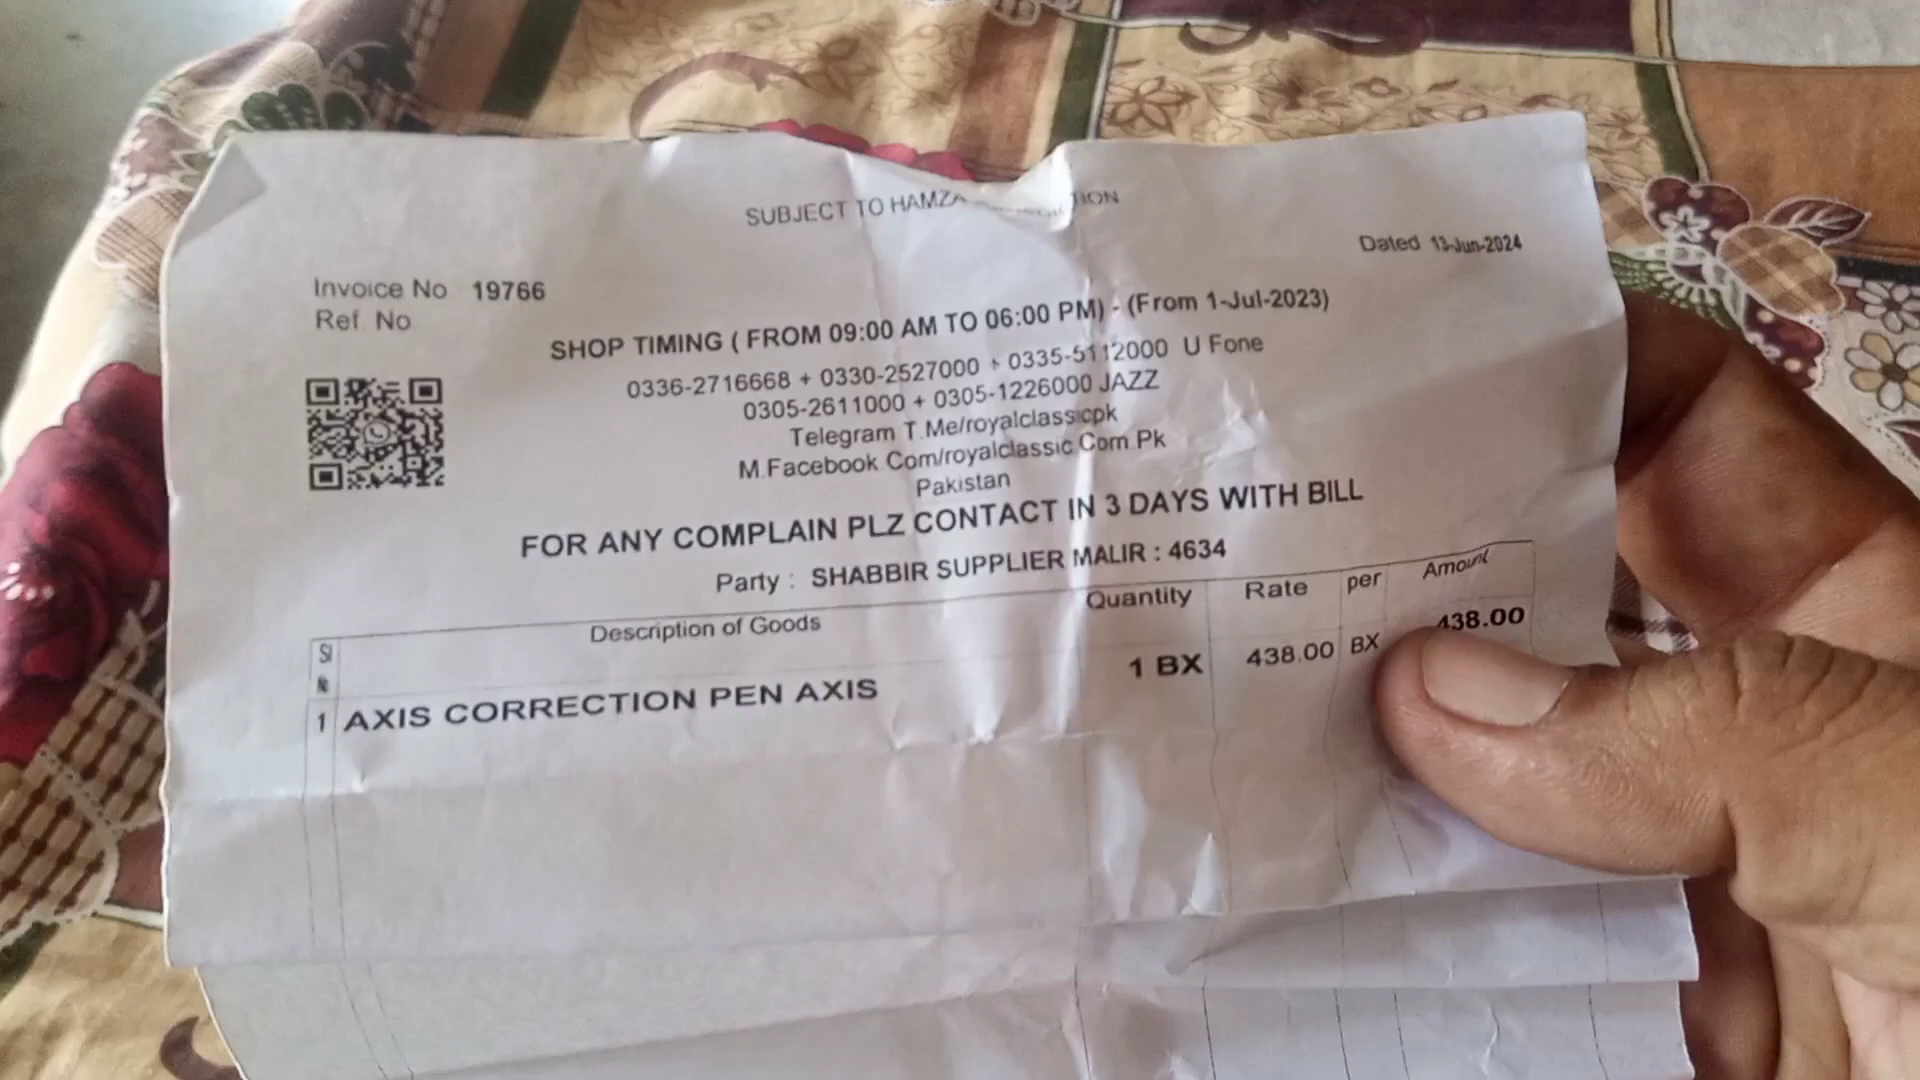 SUBJECT TO HAMZA
Dated 13-Jun-2024
Invoice No 19766
Ref. No
SHOP TIMING ( FROM 09:00 AM TO 06:00 PM) - (From 1-Jul-2023)
0336-2716668 + 0330-2527000 + 0335-5112000 U Fone
0305-2611000 + 0305-1226000 JAZZ
Telegram T.Me/royalclassicpk
M.Facebook.Com/royalclassic.Com.Pk
Pakistan
FOR ANY COMPLAIN PLZ CONTACT IN 3 DAYS WITH BILL
Party : SHABBIR SUPPLIER MALIR : 4634
Sl Description of Goods Quantity Rate per Amount
1 AXIS CORRECTION PEN AXIS 1 BX 438.00 BX 438.00